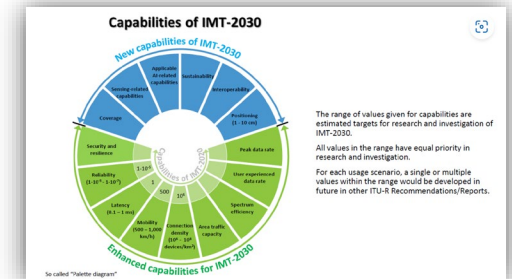 Capabilities of IMT-2030
New capabilities of IMT-2030
Coverage
Sensing-related
capabilities
Applicable
AI-related
capabilities
Sustainability
Interoperability
Positioning
(1 - 10 cm)
Security and
resilience
Reliability
Latency
(0.1 – 1 ms)
Mobility
(500 – 1,000
km/h)
Connection
density
(10⁶ - 10⁸
devices/km²)
Area traffic
capacity
Spectrum
efficiency
User experienced
data rate
Peak data rate
1
500
10⁶
Capabilities of IMT-2020
Enhanced capabilities for IMT-2030
The range of values given for capabilities are
estimated targets for research and investigation of
IMT-2030.
All values in the range have equal priority in
research and investigation.
For each usage scenario, a single or multiple
values within the range would be developed in
future in other ITU-R Recommendations/Reports.
So called "Palette diagram"